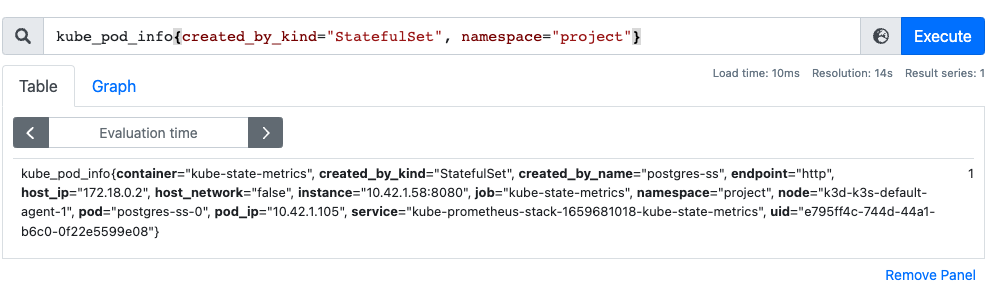 kube_pod_info{created_by_kind="StatefulSet", namespace="project"}
Execute
Load time: 10ms Resolution: 14s Result series: 1
Table
Graph
Evaluation time
kube_pod_info{container="kube-state-metrics", created_by_kind="StatefulSet", created_by_name="postgres-ss", endpoint="http", 1
host_ip="172.18.0.2", host_network="false", instance="10.42.1.58:8080", job="kube-state-metrics", namespace="project", node="k3d-k3s-default-
agent-1", pod="postgres-ss-0", pod_ip="10.42.1.105", service="kube-prometheus-stack-1659681018-kube-state-metrics", uid="e795ff4c-744d-44a1-
b6c0-0f22e5599e08"}
Remove Panel